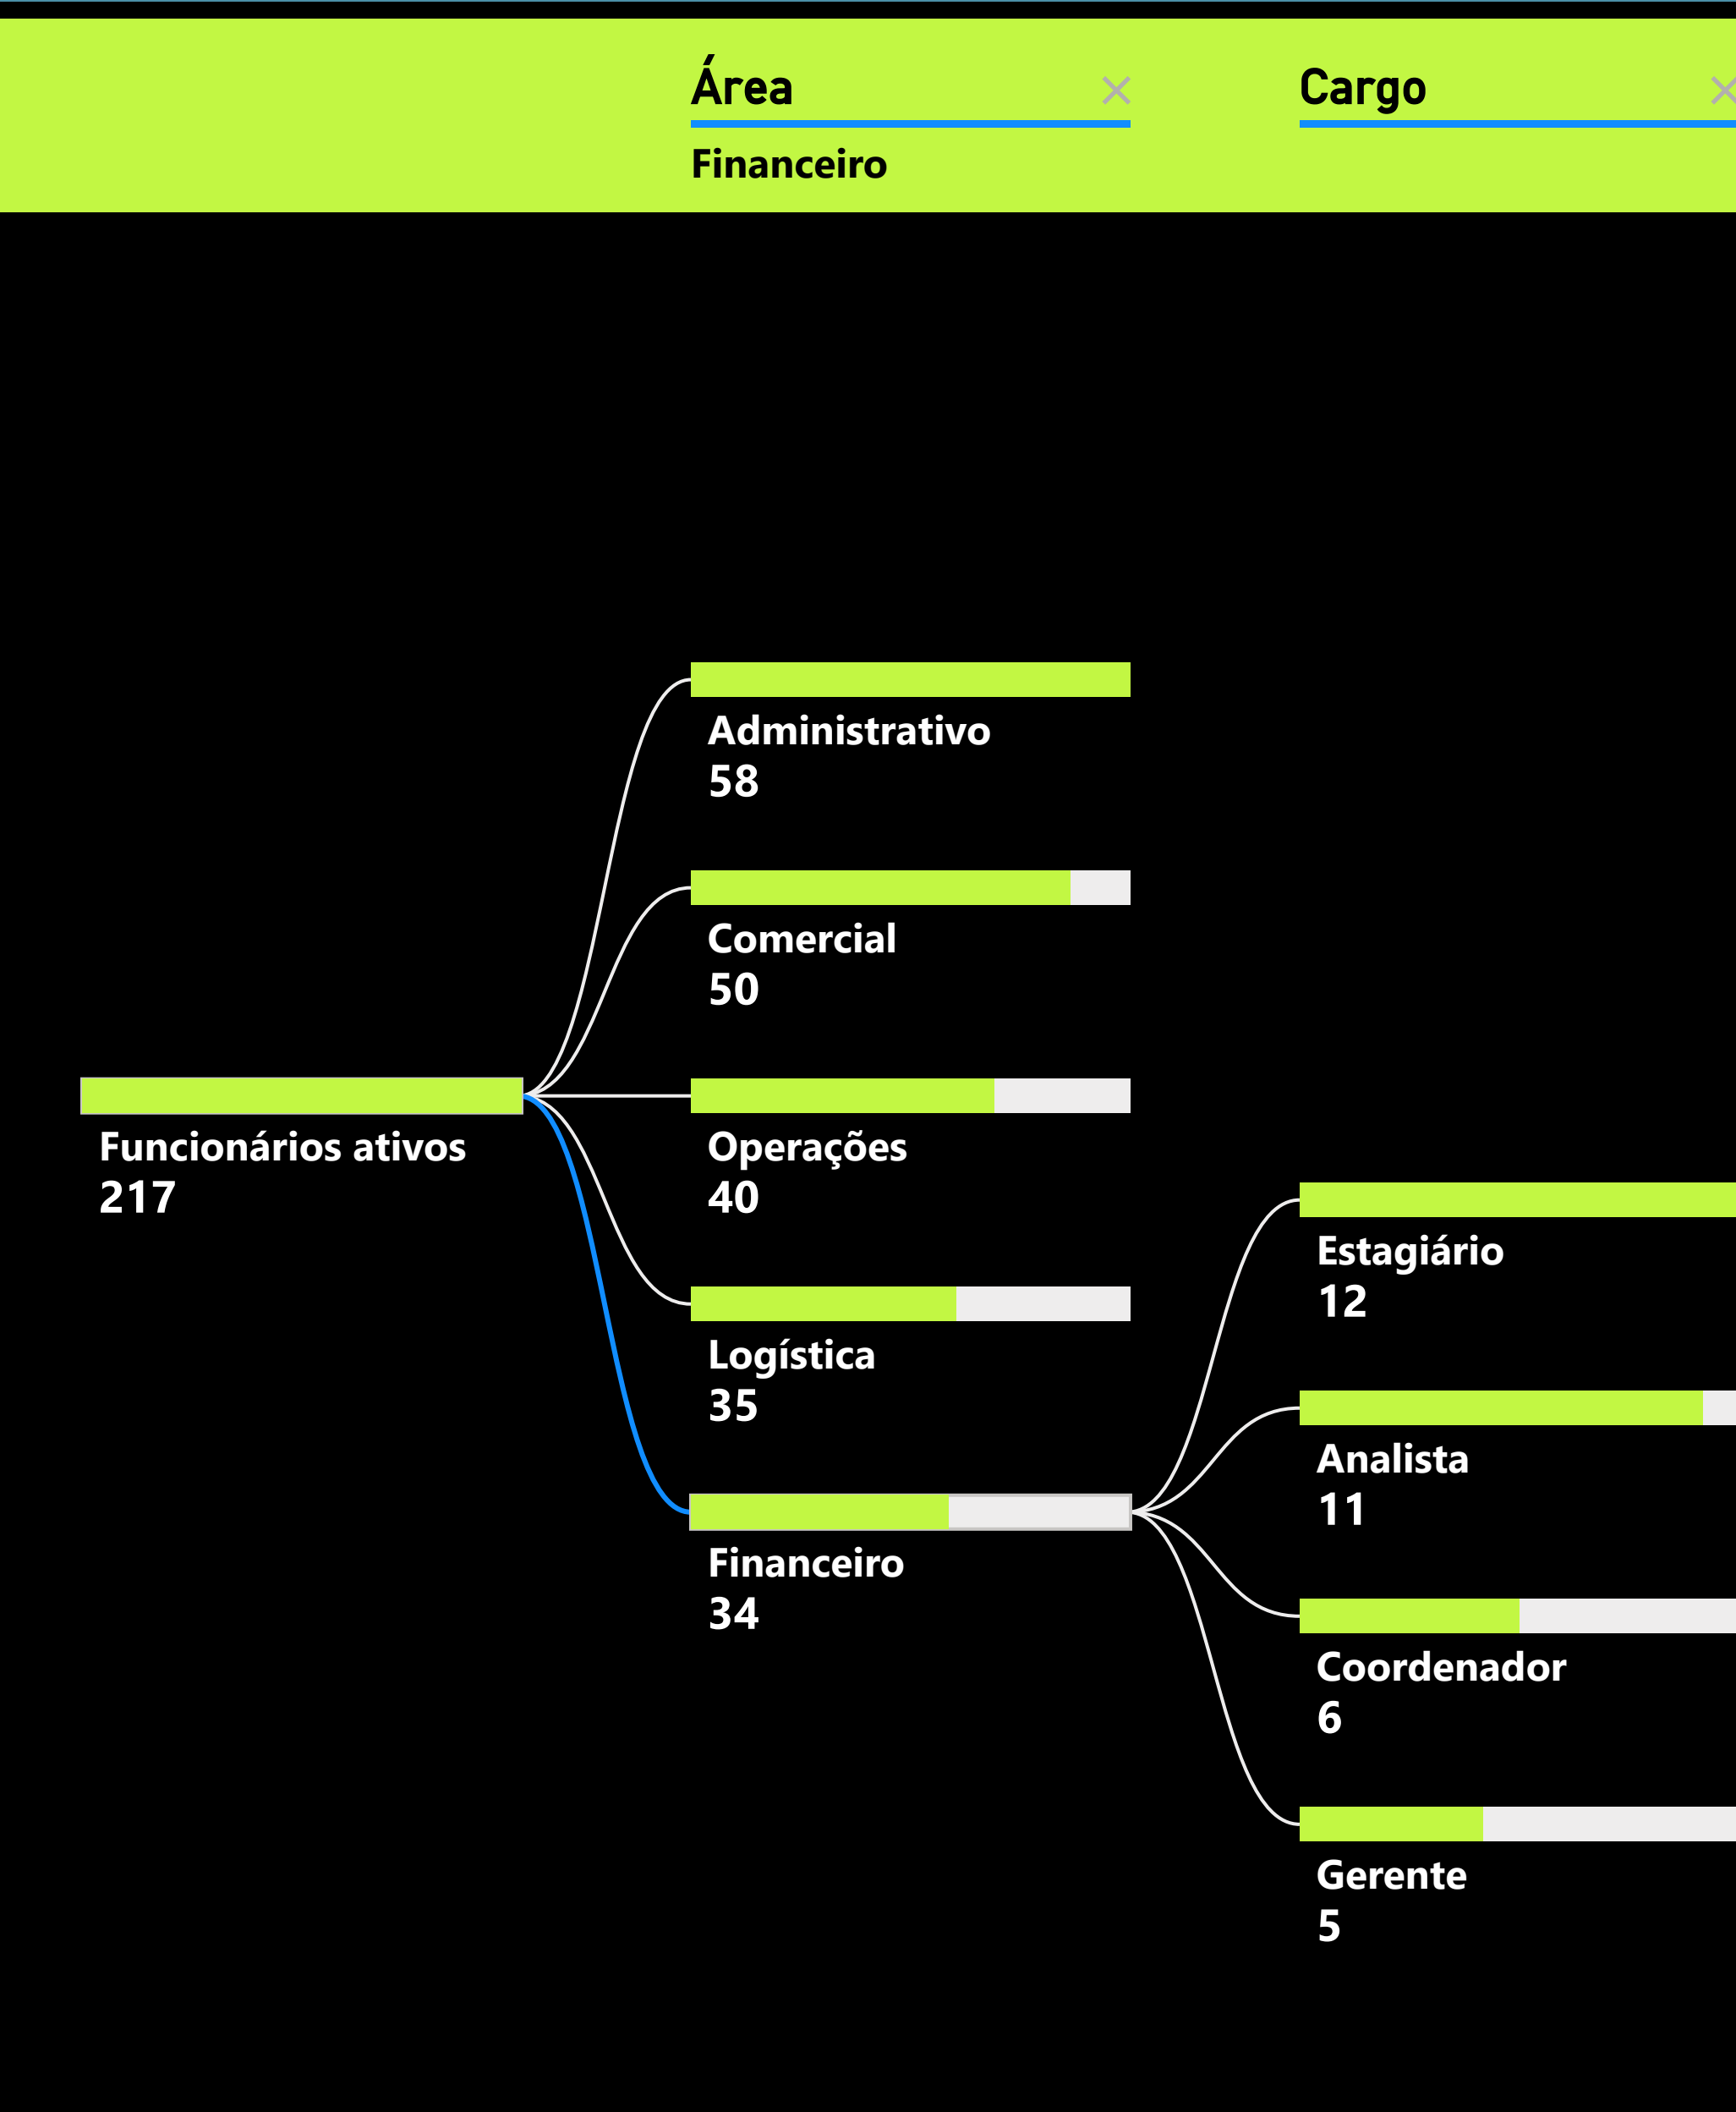 Área
Cargo
Financeiro
Administrativo
58
Comercial
50
Funcionários ativos
217
Operações
40
Logística
35
Financeiro
34
Estagiário
12
Analista
11
Coordenador
6
Gerente
5